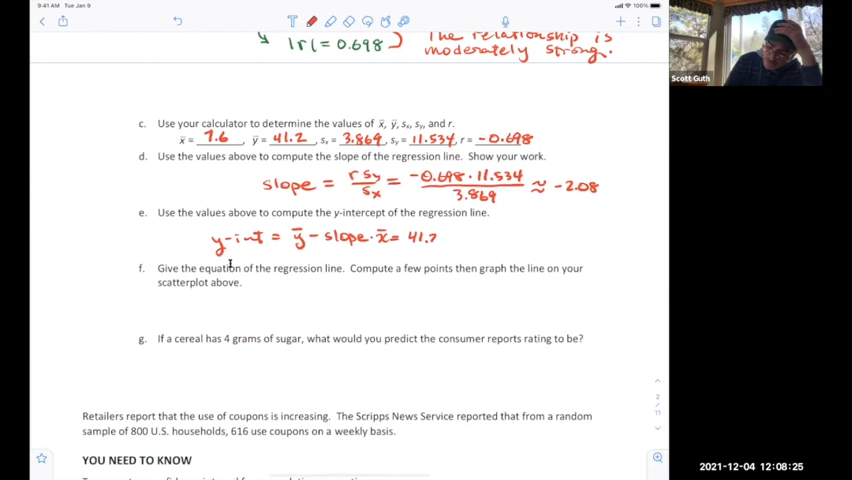 9:41 AM Tue Jan 9
100%
|r| = 0.698 } The relationship is
moderately strong.
Scott Guth
c. Use your calculator to determine the values of x̄, ȳ, sx, sy, and r.
x̄ = 7.6, ȳ = 41.2, sx = 3.869, sy = 11.534, r = -0.698
d. Use the values above to compute the slope of the regression line. Show your work.
slope = r sy / sx = -0.698 · 11.534 / 3.869 ≈ -2.08
e. Use the values above to compute the y-intercept of the regression line.
y-int = ȳ - slope · x̄ = 41.2
f. Give the equation of the regression line. Compute a few points then graph the line on your
scatterplot above.
g. If a cereal has 4 grams of sugar, what would you predict the consumer reports rating to be?
2
/
11
Retailers report that the use of coupons is increasing. The Scripps News Service reported that from a random
sample of 800 U.S. households, 616 use coupons on a weekly basis.
YOU NEED TO KNOW
2021-12-04 12:08:25